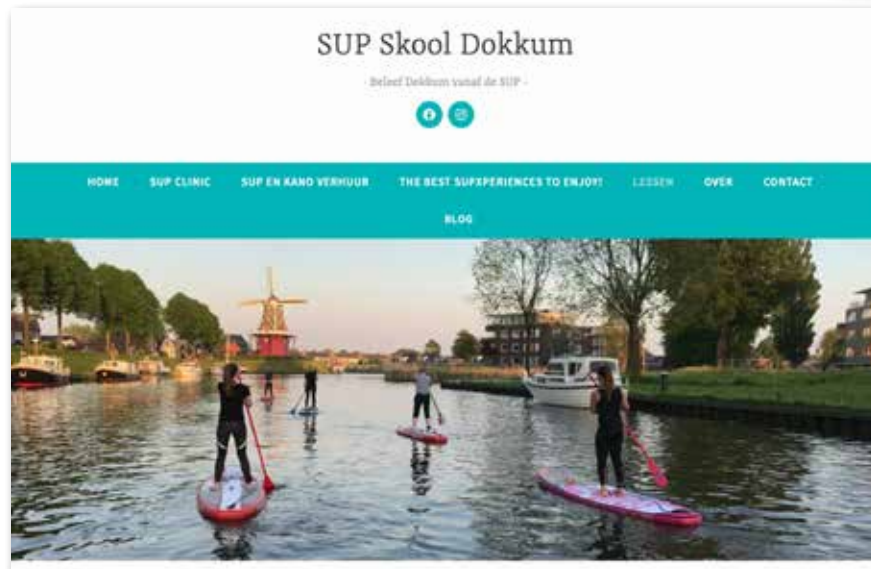 SUP Skool Dokkum
- Beleef Dokkum vanaf de SUP -
HOME SUP CLINIC SUP EN KANO VERHUUR THE BEST SUPXPERIENCES TO ENJOY! LESSEN OVER CONTACT
BLOG